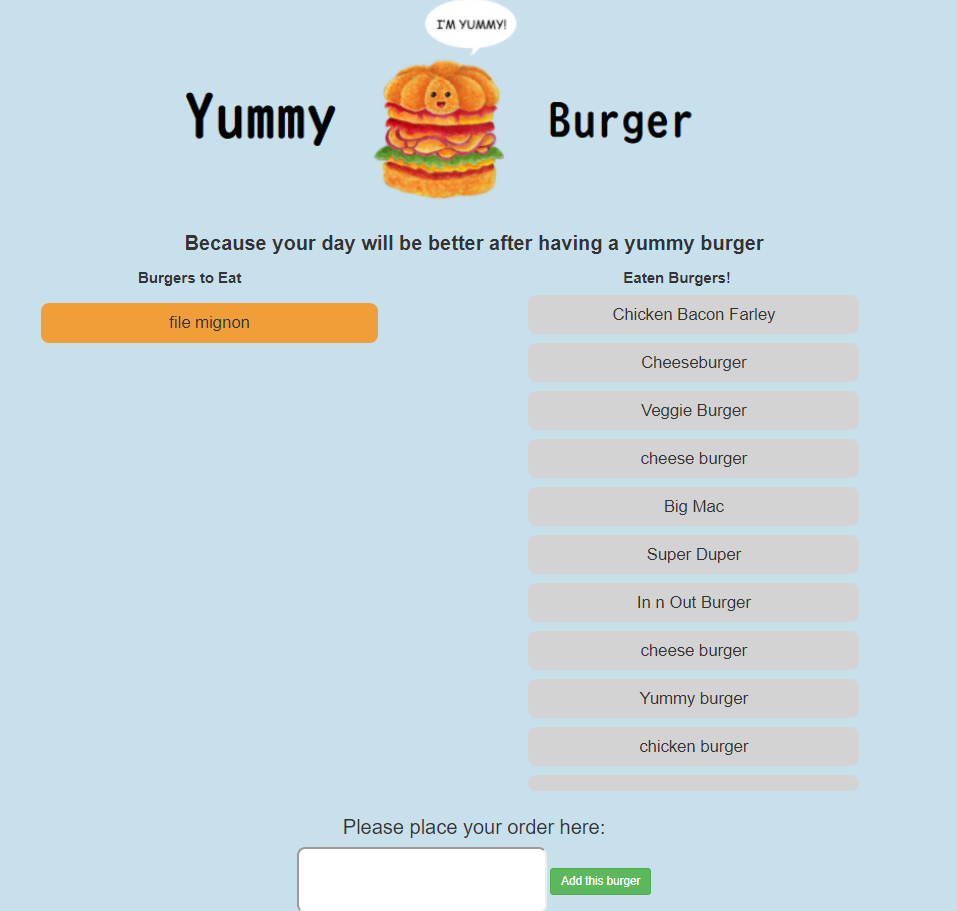 I'M YUMMY!
Yummy Burger
Because your day will be better after having a yummy burger
Burgers to Eat
file mignon
Eaten Burgers!
Chicken Bacon Farley
Cheeseburger
Veggie Burger
cheese burger
Big Mac
Super Duper
In n Out Burger
cheese burger
Yummy burger
chicken burger
Please place your order here:
Add this burger